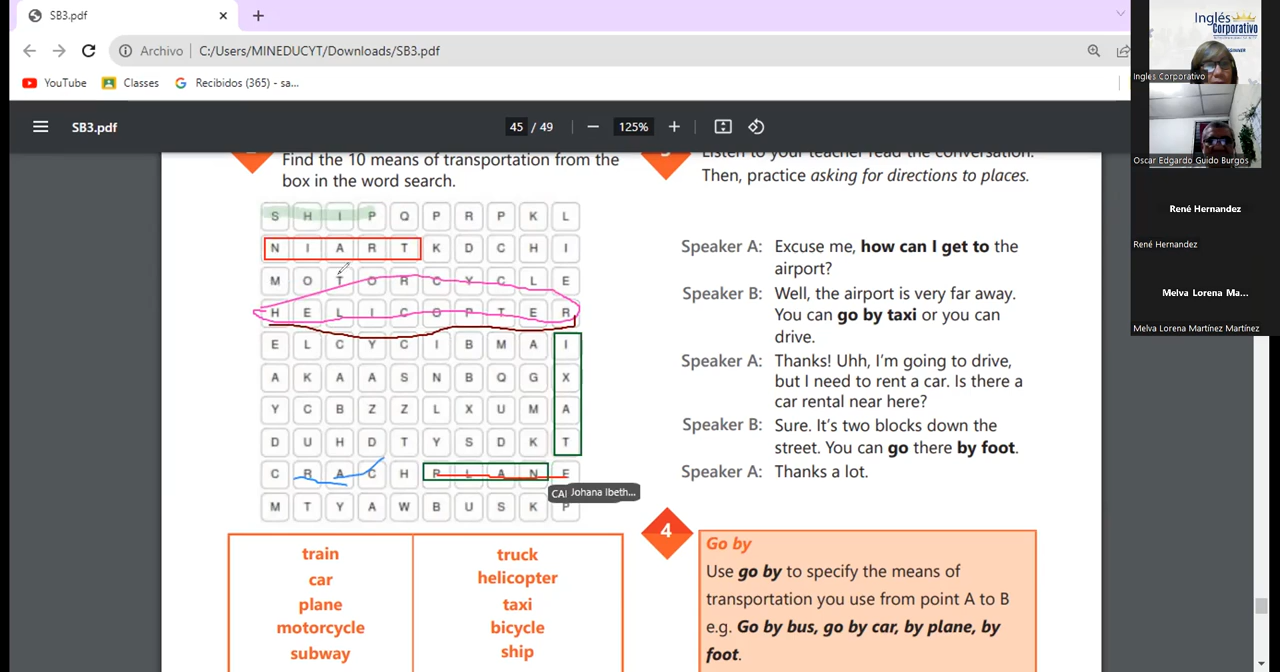 SB3.pdf
Archivo C:/Users/MINEDUCYT/Downloads/SB3.pdf
YouTube Classes Recibidos (365) - sa...
SB3.pdf 45 / 49 125%
Find the 10 means of transportation from the
box in the word search.
S H I P Q P R P K L
N I A R T K D C H I
M O T O R C Y C L E
H E L I C O P T E R
E L C Y C I B M A I
A K A A S N B Q G X
Y C B Z Z L X U M A
D U H D T Y S D K T
C R A C H P L A N E
M T Y A W B U S K P
Johana Ibeth...
train
car
plane
motorcycle
subway
truck
helicopter
taxi
bicycle
ship
Listen to your teacher read the conversation.
Then, practice asking for directions to places.
Speaker A: Excuse me, how can I get to the
airport?
Speaker B: Well, the airport is very far away.
You can go by taxi or you can
drive.
Speaker A: Thanks! Uhh, I'm going to drive,
but I need to rent a car. Is there a
car rental near here?
Speaker B: Sure. It's two blocks down the
street. You can go there by foot.
Speaker A: Thanks a lot.
4
Go by
Use go by to specify the means of
transportation you use from point A to B
e.g. Go by bus, go by car, by plane, by
foot.
Inglés
Corporativo
Ingles Corporativo
Oscar Edgardo Guido Burgos
René Hernandez
René Hernandez
Melva Lorena Ma...
Melva Lorena Martínez Martínez